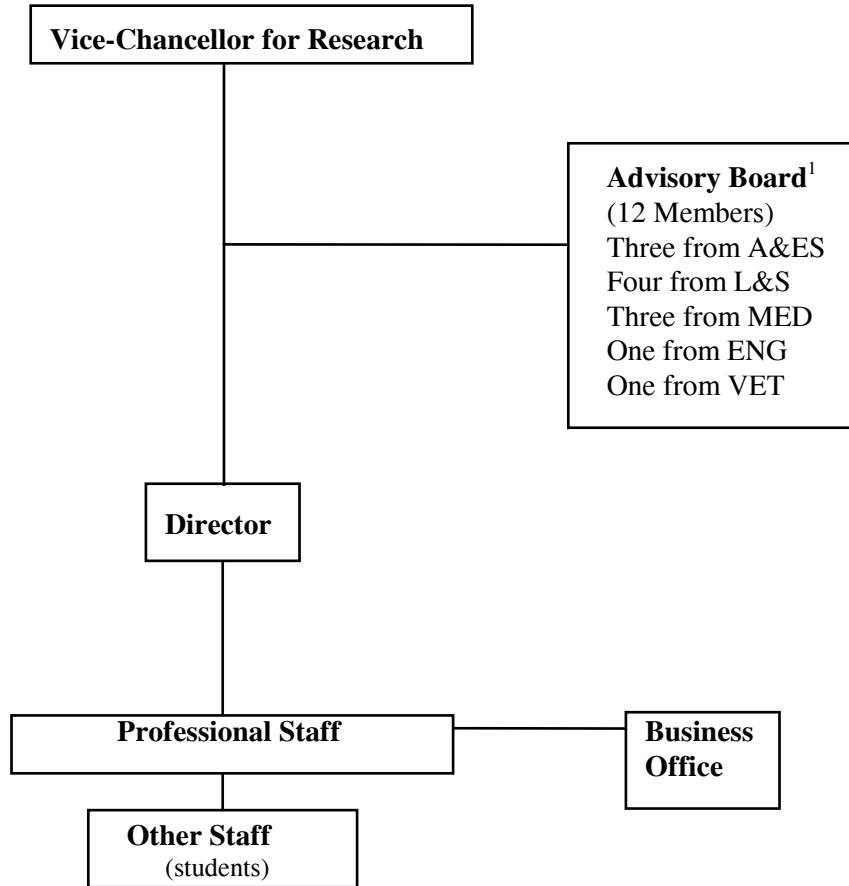 Vice-Chancellor for Research
Advisory Board¹
(12 Members)
Three from A&ES
Four from L&S
Three from MED
One from ENG
One from VET
Director
Professional Staff
Business
Office
Other Staff
(students)